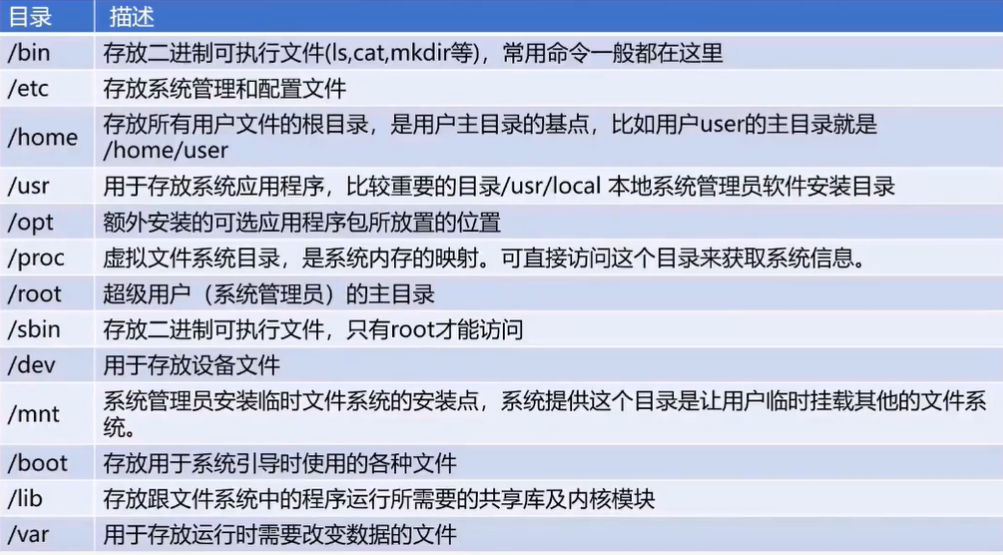 目录 描述
/bin 存放二进制可执行文件(ls,cat,mkdir等)，常用命令一般都在这里
/etc 存放系统管理和配置文件
/home 存放所有用户文件的根目录，是用户主目录的基点，比如用户user的主目录就是
/home/user
/usr 用于存放系统应用程序，比较重要的目录/usr/local 本地系统管理员软件安装目录
/opt 额外安装的可选应用程序包所放置的位置
/proc 虚拟文件系统目录，是系统内存的映射。可直接访问这个目录来获取系统信息。
/root 超级用户（系统管理员）的主目录
/sbin 存放二进制可执行文件，只有root才能访问
/dev 用于存放设备文件
/mnt 系统管理员安装临时文件系统的安装点，系统提供这个目录是让用户临时挂载其他的文件系
统。
/boot 存放用于系统引导时使用的各种文件
/lib 存放跟文件系统中的程序运行所需要的共享库及内核模块
/var 用于存放运行时需要改变数据的文件